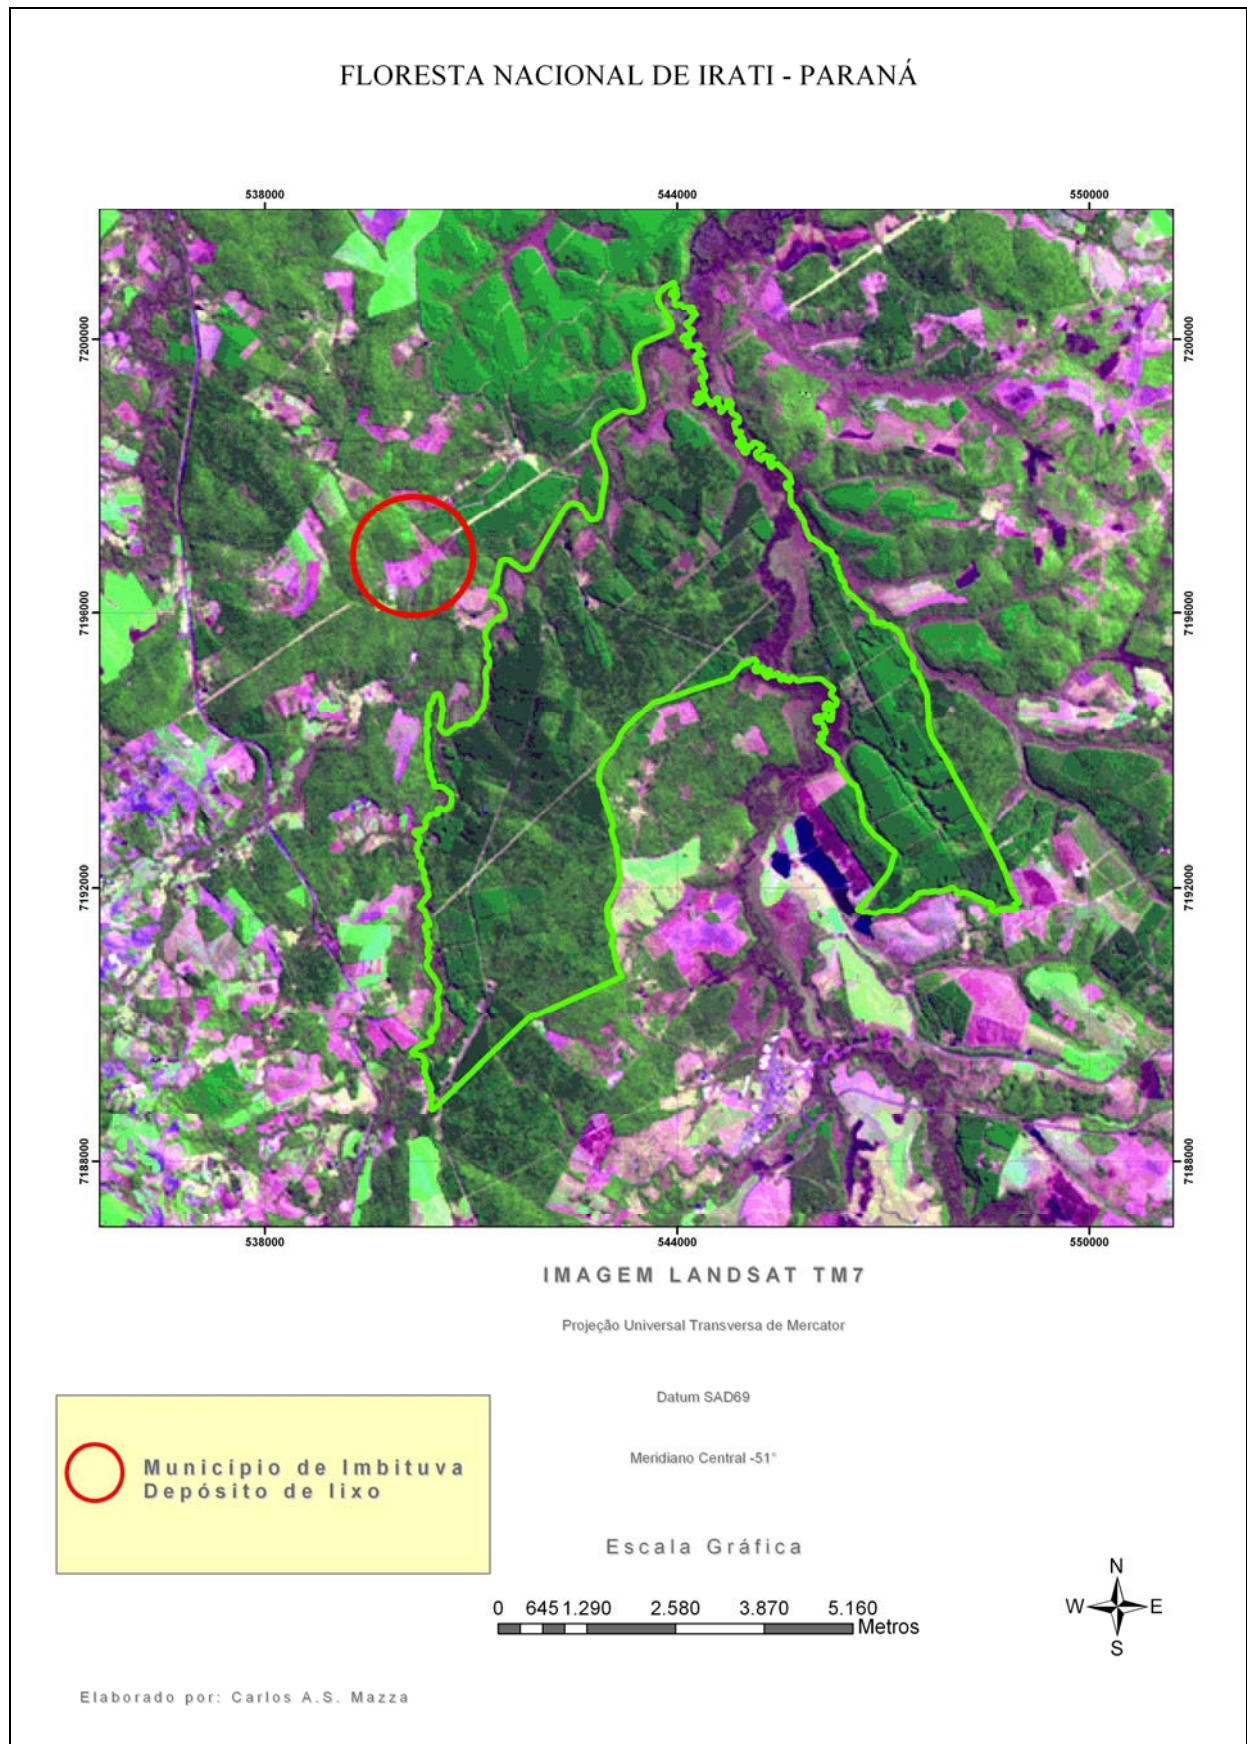 FLORESTA NACIONAL DE IRATI - PARANÁ
538000 544000 550000
7200000 7200000
7196000 7196000
7192000 7192000
7188000 7188000
538000 544000 550000
IMAGEM LANDSAT TM7
Projeção Universal Transversa de Mercator
Datum SAD69
Meridiano Central -51°
Município de Imbituva
Depósito de lixo
Escala Gráfica
0 645 1.290 2.580 3.870 5.160
Metros
N
W E
S
Elaborado por: Carlos A.S. Mazza